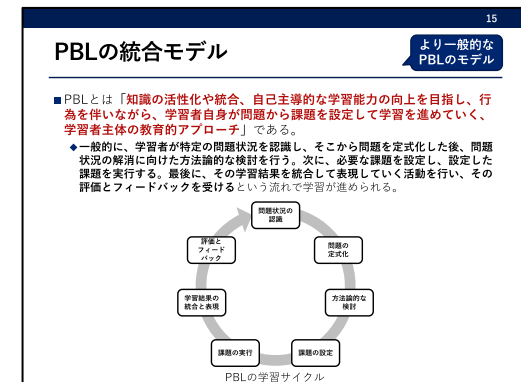 15
PBLの統合モデル
より一般的な
PBLのモデル
■PBLとは「知識の活性化や統合、自己主導的な学習能力の向上を目指し、行
為を伴いながら、学習者自身が問題から課題を設定して学習を進めていく、
学習者主体の教育的アプローチ」である。
◆一般的に、学習者が特定の問題状況を認識し、そこから問題を定式化した後、問題
状況の解消に向けた方法論的な検討を行う。次に、必要な課題を設定し、設定した
課題を実行する。最後に、その学習結果を統合して表現していく活動を行い、その
評価とフィードバックを受けるという流れで学習が進められる。
問題状況の
認識
問題の
定式化
方法論的な
検討
課題の設定
課題の実行
学習結果の
統合と表現
評価と
フィード
バック
PBLの学習サイクル